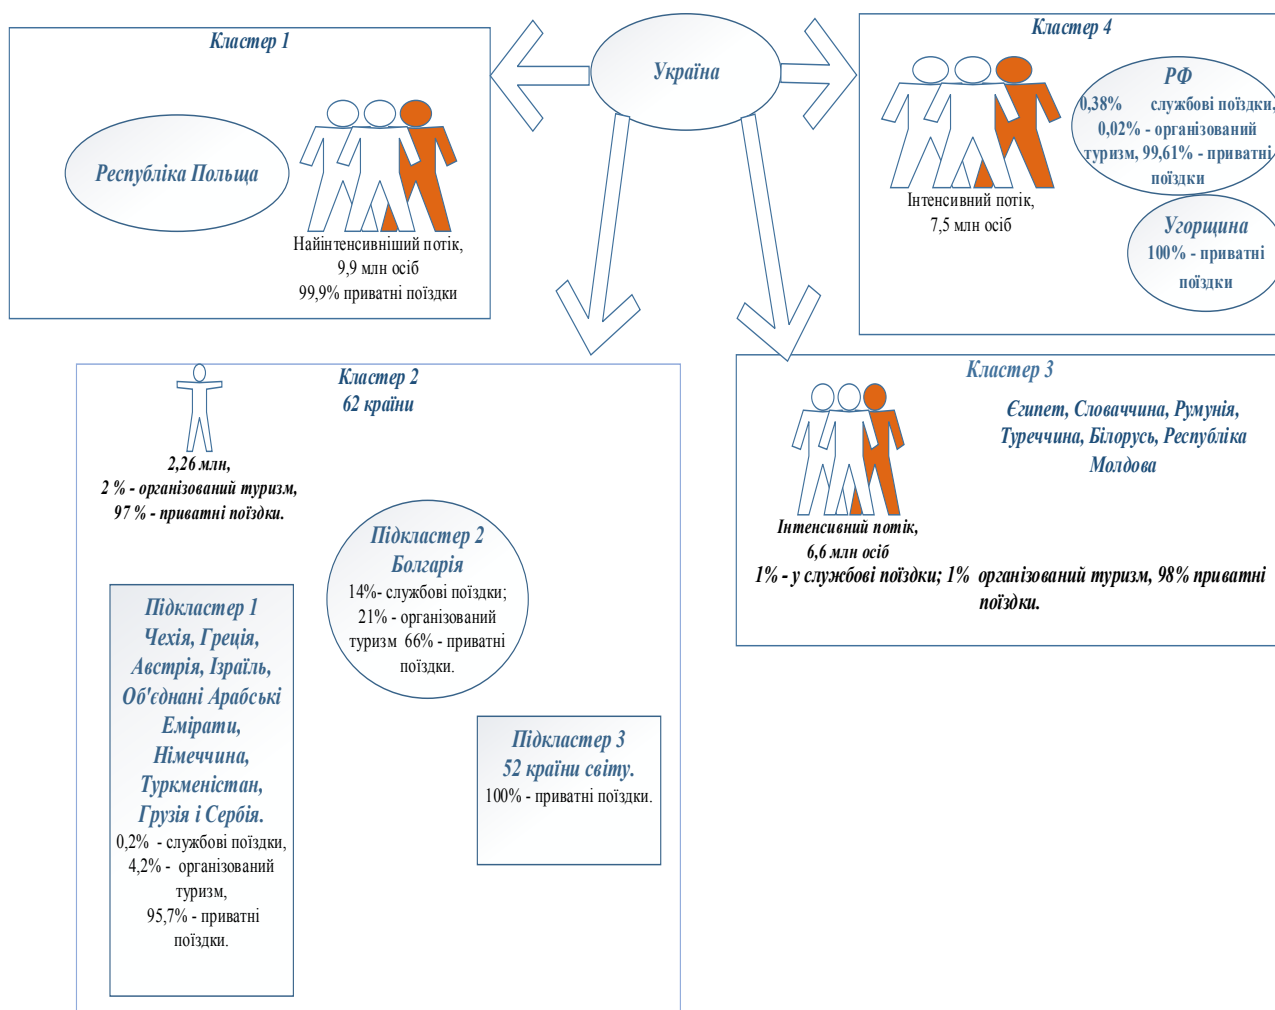 Україна
Кластер 1
Республіка Польща
Найінтенсивніший потік,
9,9 млн осіб
99,9% приватні поїздки
Кластер 4
Інтенсивний потік,
7,5 млн осіб
РФ
0,38% службові поїздки,
0,02% - організований
туризм, 99,61% - приватні
поїздки
Угорщина
100% - приватні
поїздки
Кластер 2
62 країни
2,26 млн,
2 % - організований туризм,
97 % - приватні поїздки.
Підкластер 1
Чехія, Греція,
Австрія, Ізраїль,
Об'єднані Арабські
Емірати,
Німеччина,
Туркменістан,
Грузія і Сербія.
0,2% - службові поїздки,
4,2% - організований
туризм,
95,7% - приватні
поїздки.
Підкластер 2
Болгарія
14%- службові поїздки;
21% - організований
туризм 66% - приватні
поїздки.
Підкластер 3
52 країни світу.
100% - приватні поїздки.
Кластер 3
Єгипет, Словаччина, Румунія,
Туреччина, Білорусь, Республіка
Молдова
Інтенсивний потік,
6,6 млн осіб
1% - у службові поїздки; 1% організований туризм, 98% приватні
поїздки.